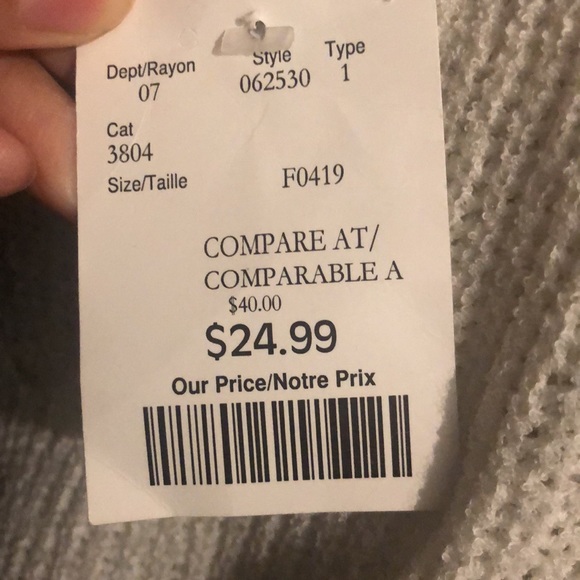 Dept/Rayon Style Type
07 062530 1
Cat
3804
Size/Taille F0419
COMPARE AT/
COMPARABLE A
$40.00
$24.99
Our Price/Notre Prix